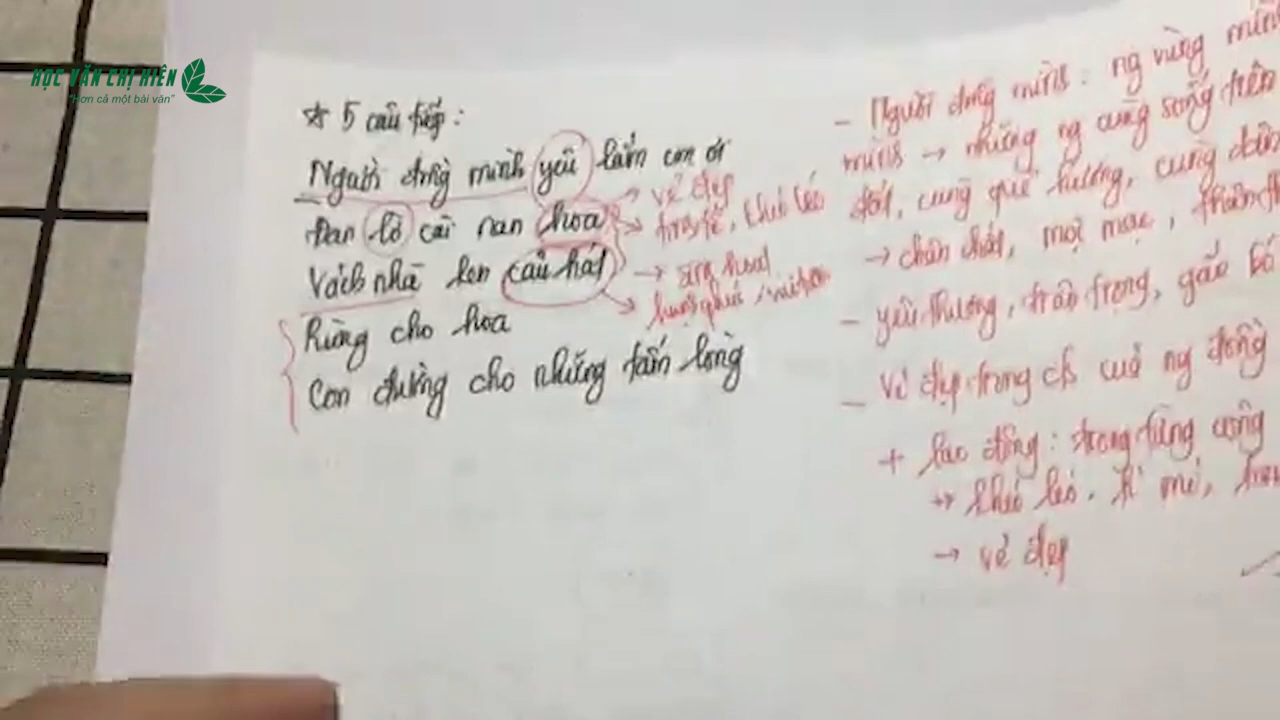 HỌC VĂN CHỊ HIÊN
"Hơn cả một bài văn"
* 5 câu tiếp:
Người đồng mình yêu lắm con ơi
Đan lờ cài nan hoa
Vách nhà ken câu hát
Rừng cho hoa
Con đường cho những tấm lòng
→ vẻ đẹp
→ tinh tế, khéo léo
→ sinh hoạt
- Người đồng mình: ng vùng mình
mình → những ng cùng sống trên
đất, cùng quê hương, cùng dân
→ chân chất, mộc mạc,
- yêu thương, trân trọng, gắn bó
- vẻ đẹp trong cs của ng đồng
+ lao động: trong từng công
↔ khéo léo, tỉ mỉ,
→ vẻ đẹp